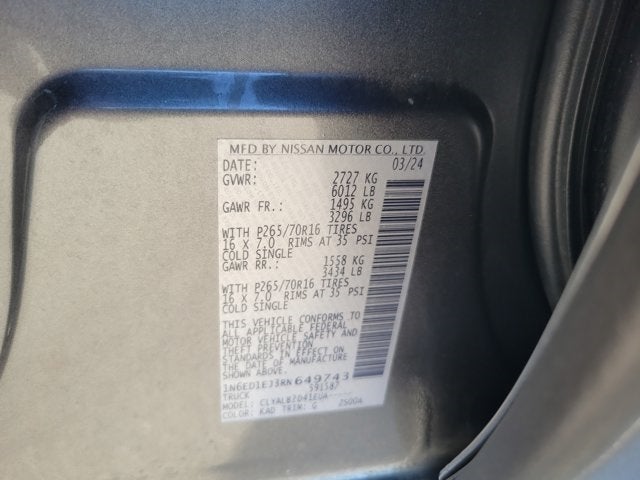 MFD BY NISSAN MOTOR CO., LTD.
DATE: 03/24
GVWR: 2727 KG
6012 LB
GAWR FR.: 1495 KG
3296 LB
WITH P265/70R16 TIRES
16 X 7.0 RIMS AT 35 PSI
COLD SINGLE
GAWR RR.: 1558 KG
3434 LB
WITH P265/70R16 TIRES
16 X 7.0 RIMS AT 35 PSI
COLD SINGLE
THIS VEHICLE CONFORMS TO
ALL APPLICABLE FEDERAL
MOTOR VEHICLE SAFETY AND
THEFT PREVENTION
STANDARDS IN EFFECT ON
THE DATE OF MANUFACTURE
SHOWN ABOVE.
1N6ED1EJ3RN649743
TRUCK 591587
MODEL:
COLOR: KAD TRIM: G 2S00A